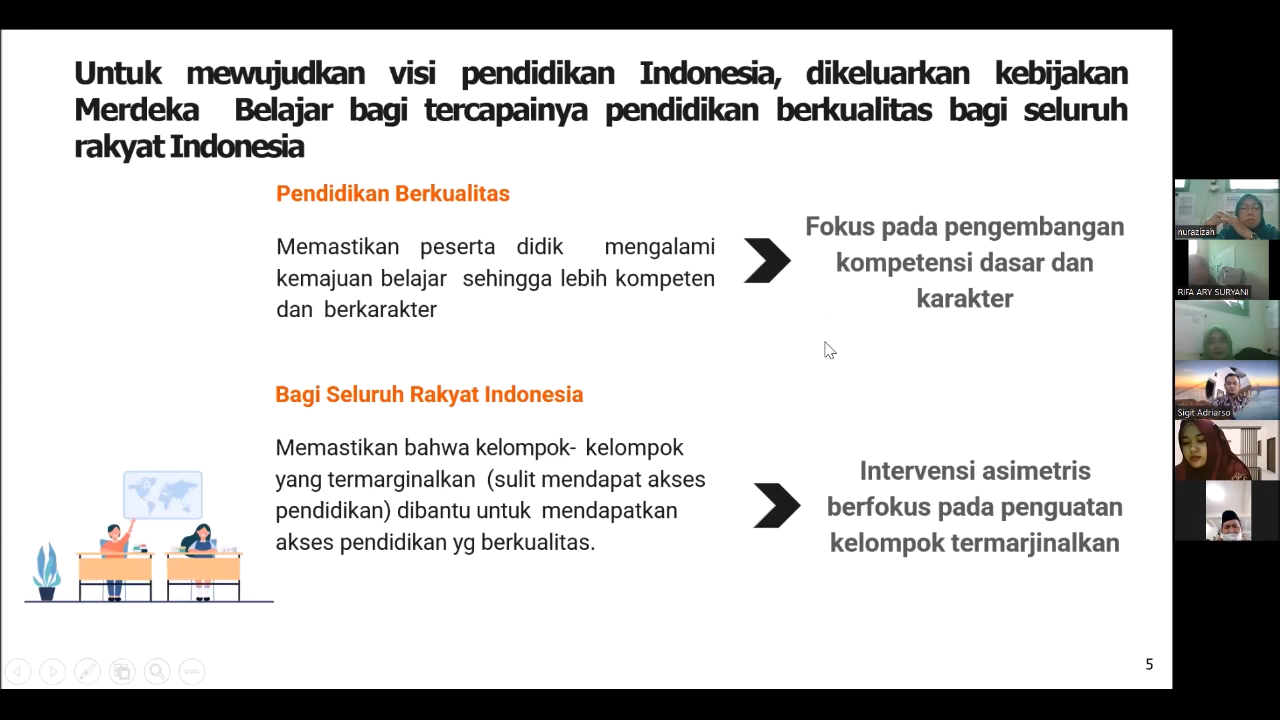 Untuk mewujudkan visi pendidikan Indonesia, dikeluarkan kebijakan
Merdeka Belajar bagi tercapainya pendidikan berkualitas bagi seluruh
rakyat Indonesia
Pendidikan Berkualitas
Memastikan peserta didik mengalami
kemajuan belajar sehingga lebih kompeten
dan berkarakter
Fokus pada pengembangan
kompetensi dasar dan
karakter
Bagi Seluruh Rakyat Indonesia
Memastikan bahwa kelompok- kelompok
yang termarginalkan (sulit mendapat akses
pendidikan) dibantu untuk mendapatkan
akses pendidikan yg berkualitas.
Intervensi asimetris
berfokus pada penguatan
kelompok termarjinalkan
5
nurazizah
RIFA ARY SURYANI
Sigit Adriarso